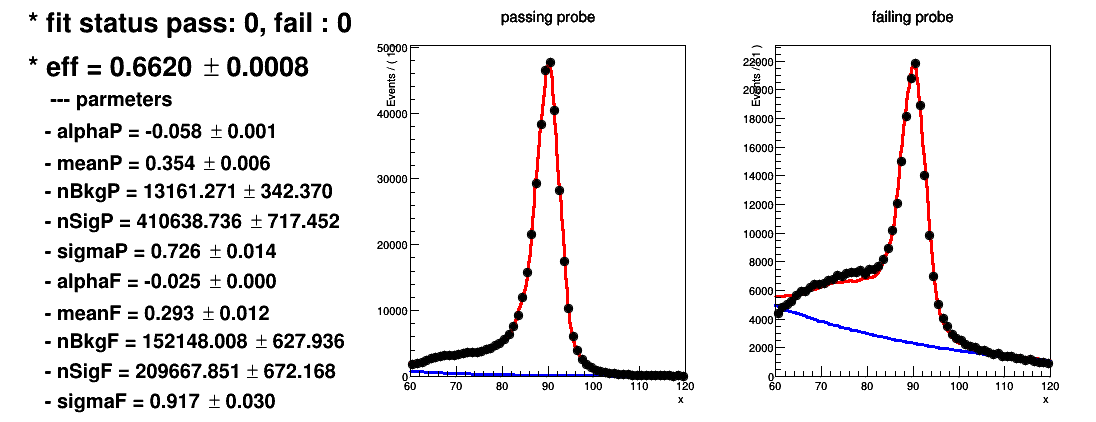 * fit status pass: 0, fail : 0
* eff = 0.6620 ± 0.0008
--- parmeters
- alphaP = -0.058 ± 0.001
- meanP = 0.354 ± 0.006
- nBkgP = 13161.271 ± 342.370
- nSigP = 410638.736 ± 717.452
- sigmaP = 0.726 ± 0.014
- alphaF = -0.025 ± 0.000
- meanF = 0.293 ± 0.012
- nBkgF = 152148.008 ± 627.936
- nSigF = 209667.851 ± 672.168
- sigmaF = 0.917 ± 0.030
passing probe
Events / ( 1 )
50000
40000
30000
20000
10000
0
60 70 80 90 100 110 120
x
failing probe
Events / ( 1 )
22000
20000
18000
16000
14000
12000
10000
8000
6000
4000
2000
0
60 70 80 90 100 110 120
x